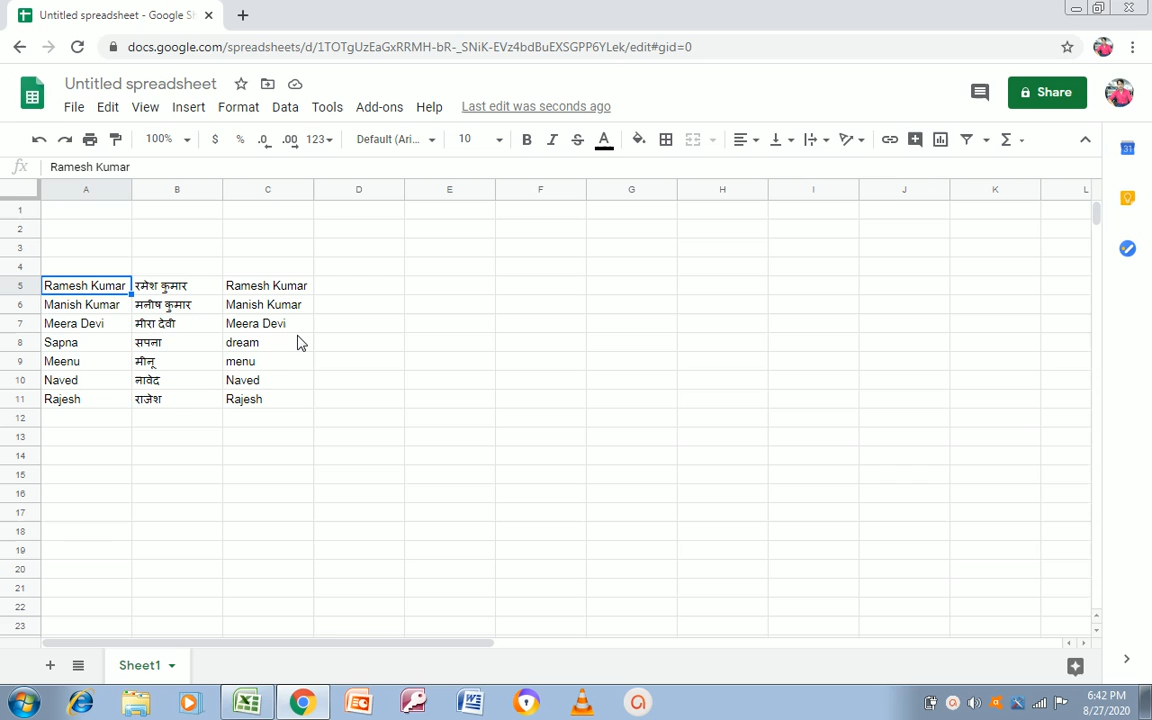 Untitled spreadsheet - Google Sh
docs.google.com/spreadsheets/d/1TOTgUzEaGxRRMH-bR-_SNiK-EVz4bdBuEXSGPP6YLek/edit#gid=0
Untitled spreadsheet
File Edit View Insert Format Data Tools Add-ons Help Last edit was seconds ago
Share
100% $ % .0 .00 123 Default (Ari... 10 B I S A Σ
fx Ramesh Kumar
A B C D E F G H I J K L
1
2
3
4
5 Ramesh Kumar रमेश कुमार Ramesh Kumar
6 Manish Kumar मनीष कुमार Manish Kumar
7 Meera Devi मीरा देवी Meera Devi
8 Sapna सपना dream
9 Meenu मीनू menu
10 Naved नावेद Naved
11 Rajesh राजेश Rajesh
12
13
14
15
16
17
18
19
20
21
22
23
Sheet1
6:42 PM
8/27/2020